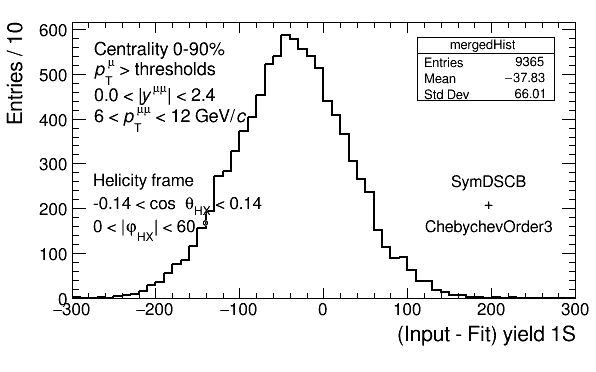 Entries / 10
600
500
400
300
200
100
0
−300
−200
−100
0
100
200
300
(Input - Fit) yield 1S
Centrality 0-90%
p_T^μ > thresholds
0.0 < |y^μμ| < 2.4
6 < p_T^μμ < 12 GeV/c
Helicity frame
-0.14 < cos θ_HX < 0.14
0 < |φ_HX| < 60°
mergedHist
Entries 9365
Mean −37.83
Std Dev 66.01
SymDSCB
+
ChebychevOrder3